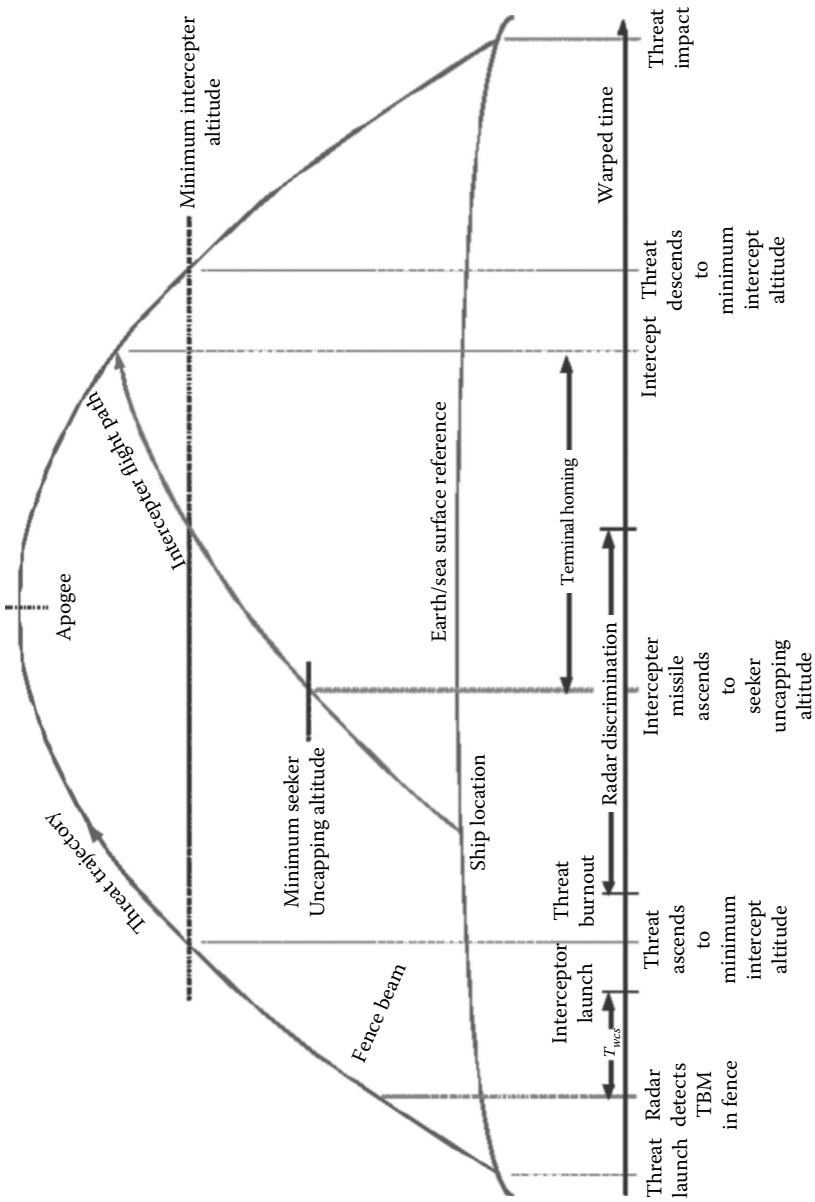 Apogee
Threat trajectory
Intercepter flight path
Minimum intercepter
altitude
Minimum seeker
Uncapping altitude
Fence beam
Ship location
Earth/sea surface reference
Interceptor
launch
Threat
burnout
Terminal homing
T_wcs
Radar discrimination
Warped time
Threat
launch
Radar
detects
TBM
in fence
Threat
ascends
to
minimum
intercept
altitude
Intercepter
missile
ascends
to
seeker
uncapping
altitude
Intercept
Threat
descends
to
minimum
intercept
altitude
Threat
impact